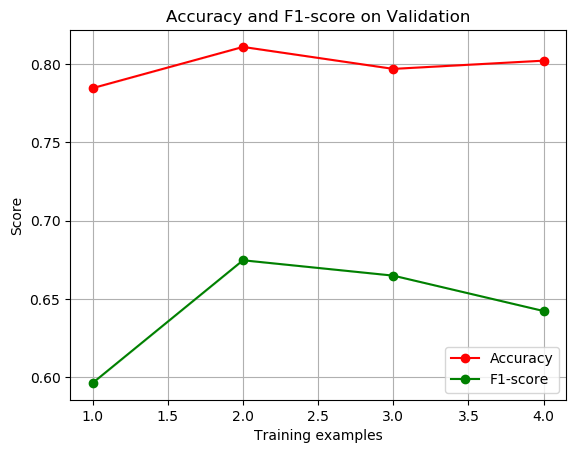 Accuracy and F1-score on Validation
Score
0.80
0.75
0.70
0.65
0.60
Accuracy
F1-score
1.0 1.5 2.0 2.5 3.0 3.5 4.0
Training examples